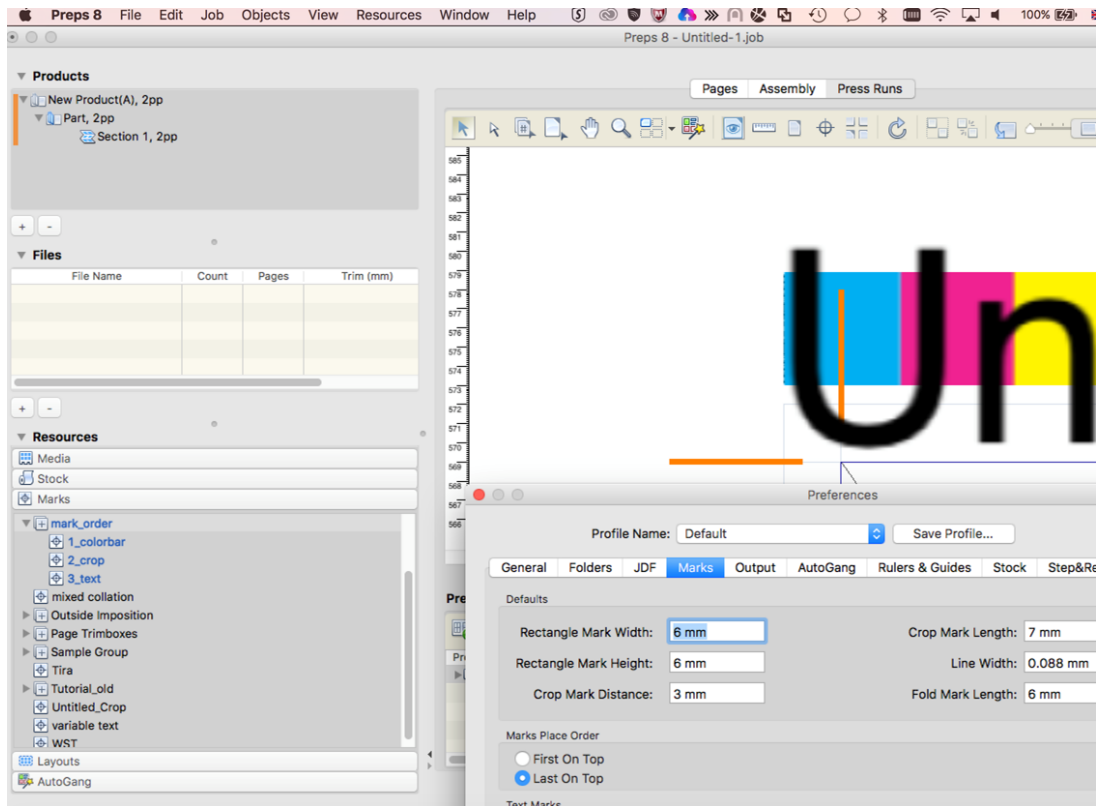 Preps 8 File Edit Job Objects View Resources Window Help 100%
Preps 8 - Untitled-1.job
Products
New Product(A), 2pp
Part, 2pp
Section 1, 2pp
+ -
Files
File Name Count Pages Trim (mm)
+ -
Resources
Media
Stock
Marks
mark_order
1_colorbar
2_crop
3_text
mixed collation
Outside Imposition
Page Trimboxes
Sample Group
Tira
Tutorial_old
Untitled_Crop
variable text
WST
Layouts
AutoGang
Pages Assembly Press Runs
585
584
583
582
581
580
579
578
577
576
575
574
573
572
571
570
569
568
567
566
Un
Pre
Pr
Preferences
Profile Name: Default Save Profile...
General Folders JDF Marks Output AutoGang Rulers & Guides Stock Step&Re
Defaults
Rectangle Mark Width: 6 mm Crop Mark Length: 7 mm
Rectangle Mark Height: 6 mm Line Width: 0.088 mm
Crop Mark Distance: 3 mm Fold Mark Length: 6 mm
Marks Place Order
First On Top
Last On Top
Text Marks